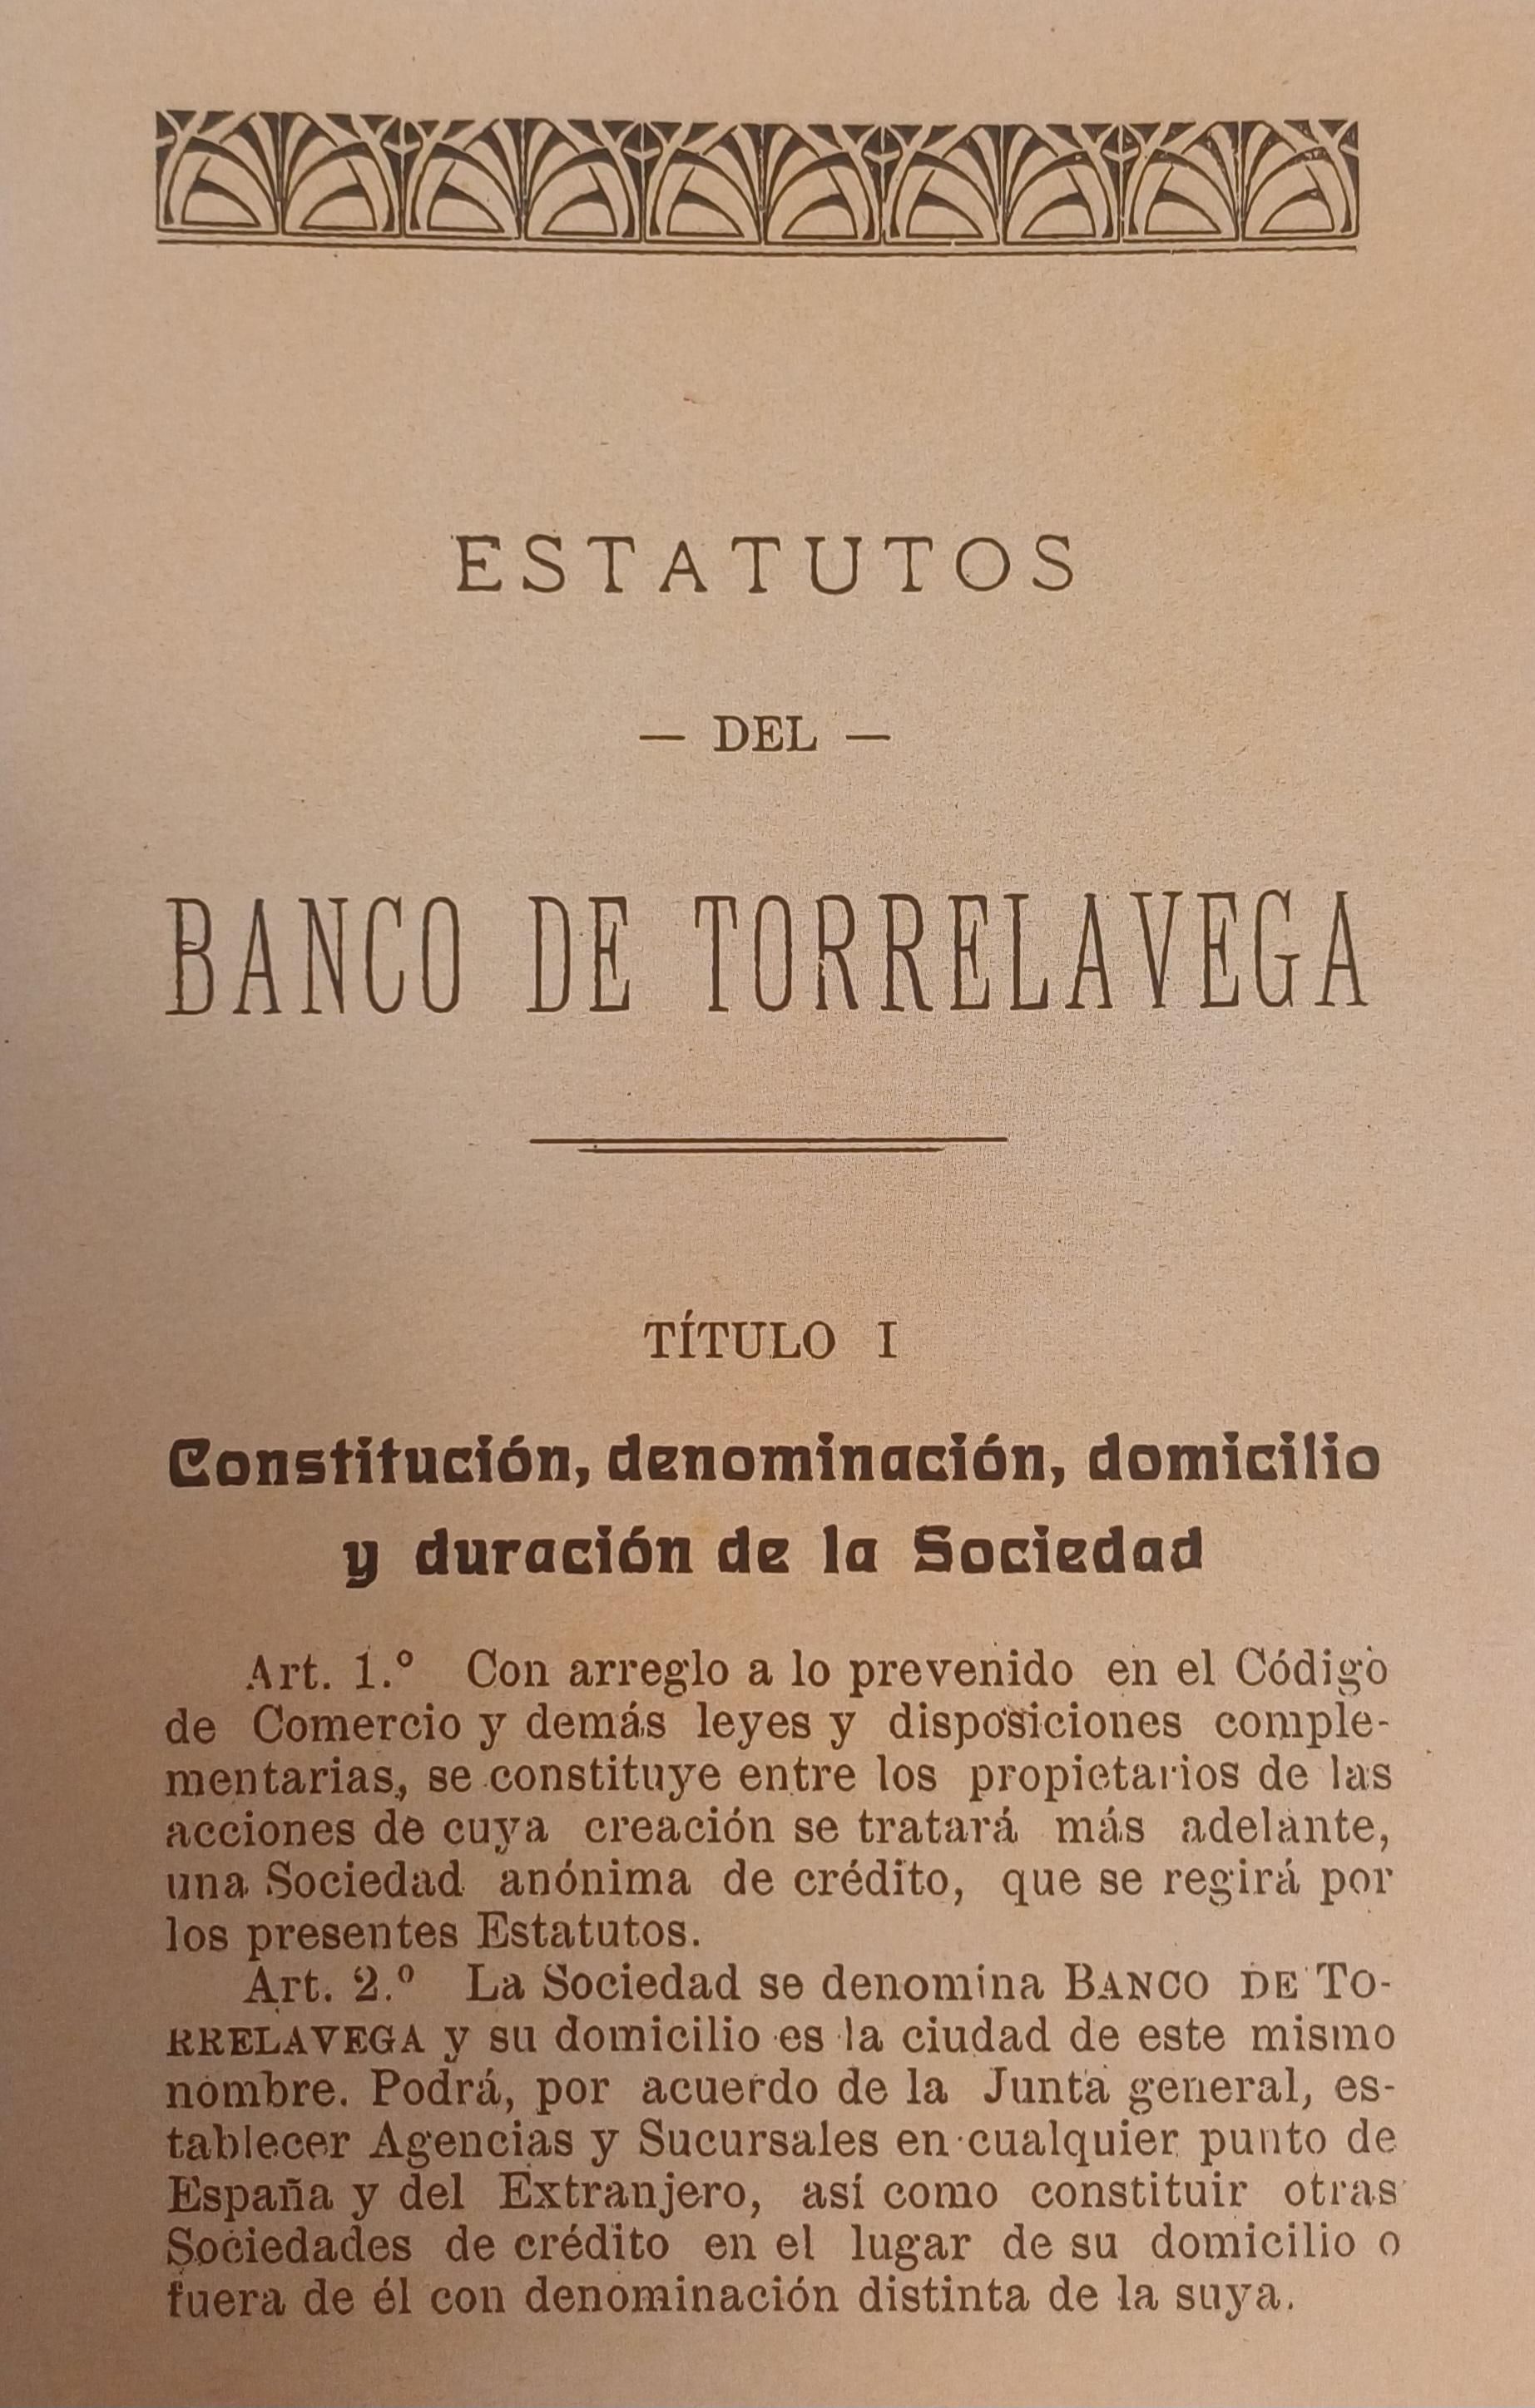 ESTATUTOS
— DEL —
BANCO DE TORRELAVEGA
TÍTULO I
Constitución, denominación, domicilio
y duración de la Sociedad
Art. 1.º Con arreglo a lo prevenido en el Código
de Comercio y demás leyes y disposiciones comple-
mentarias, se constituye entre los propietarios de las
acciones de cuya creación se tratará más adelante,
una Sociedad anónima de crédito, que se regirá por
los presentes Estatutos.
Art. 2.º La Sociedad se denomina BANCO DE TO-
RRELAVEGA y su domicilio es la ciudad de este mismo
nombre. Podrá, por acuerdo de la Junta general, es-
tablecer Agencias y Sucursales en cualquier punto de
España y del Extranjero, así como constituir otras
Sociedades de crédito en el lugar de su domicilio o
fuera de él con denominación distinta de la suya.